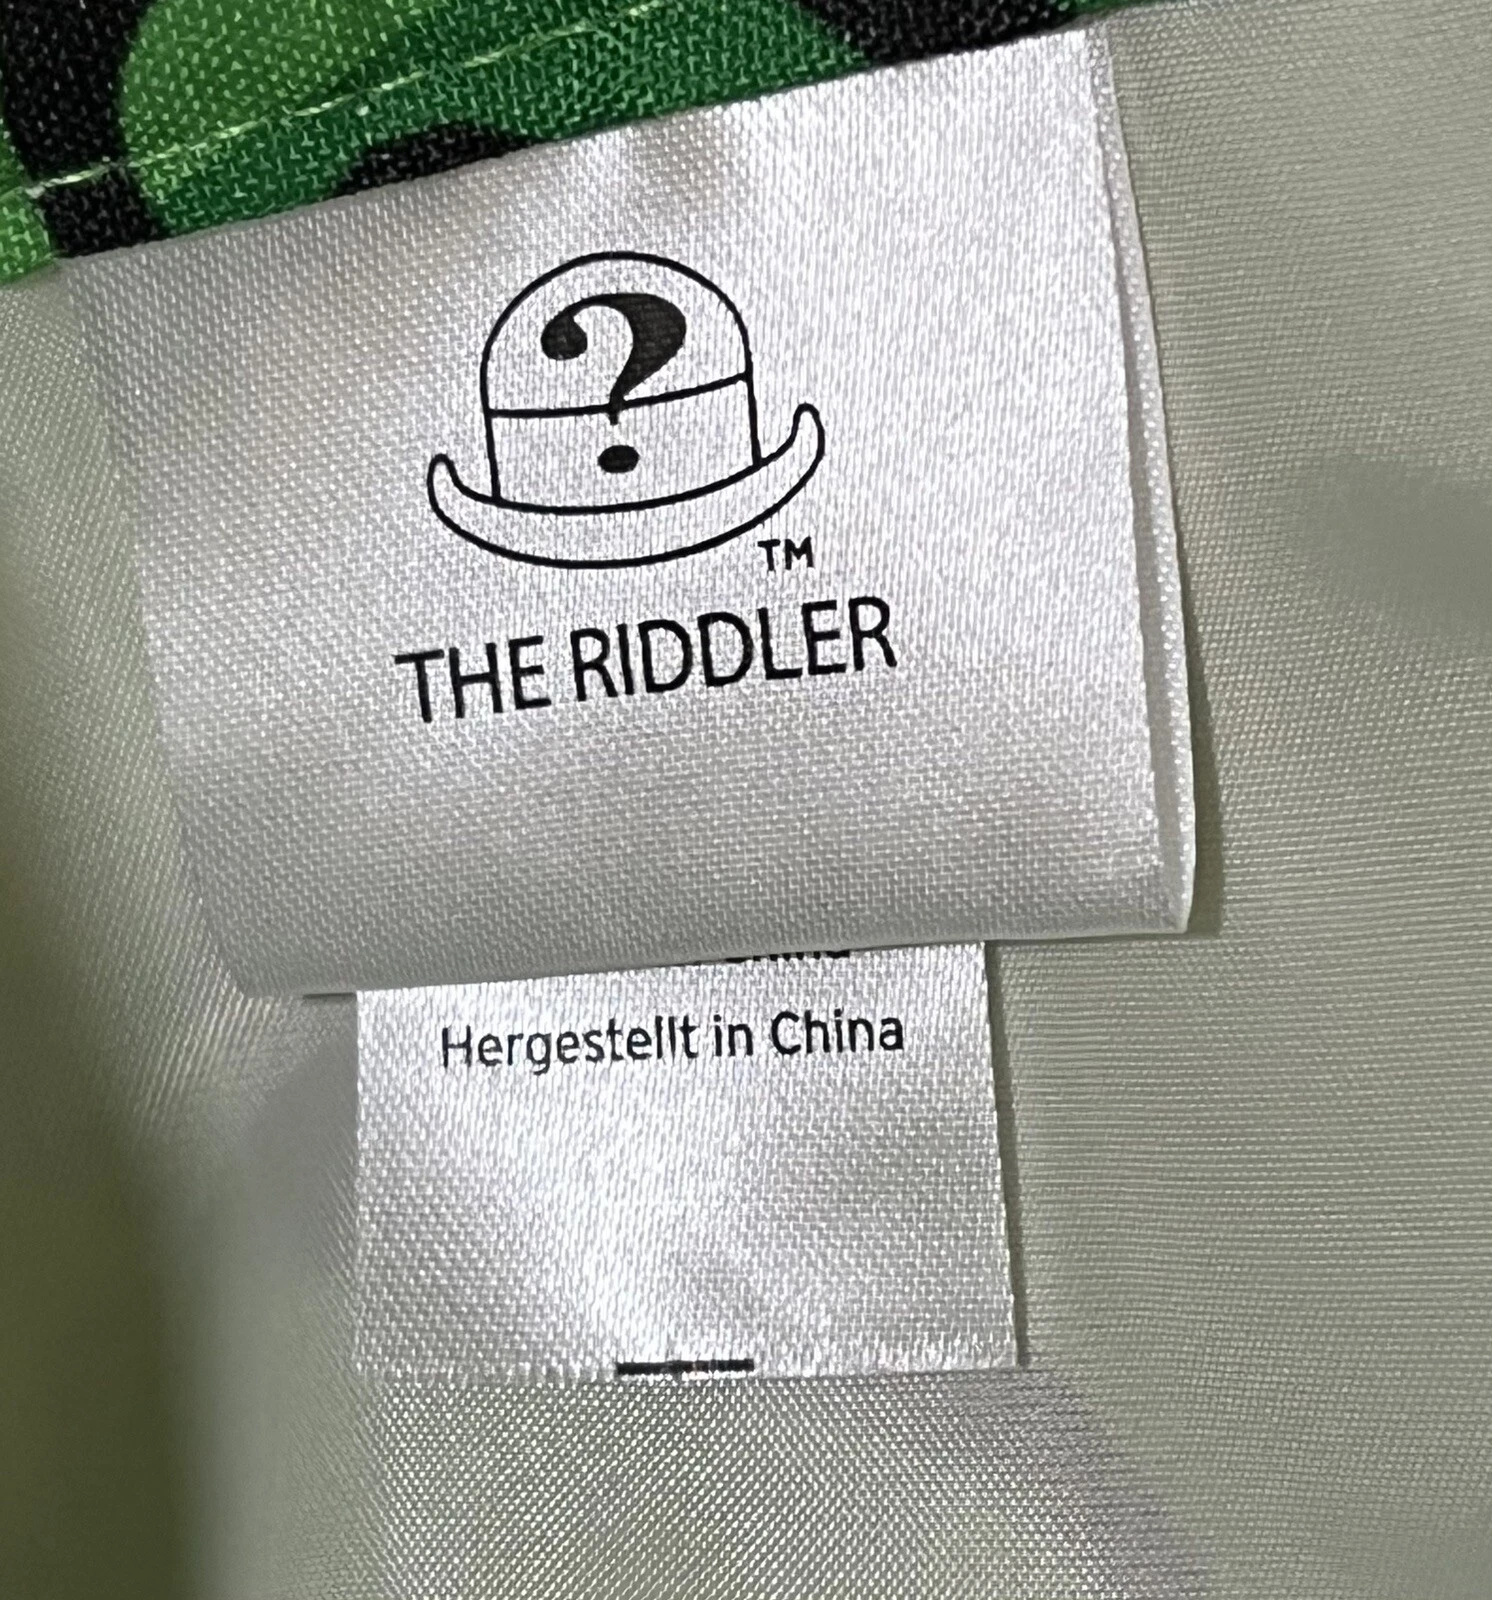 ?
TM
THE RIDDLER
Hergestellt in China